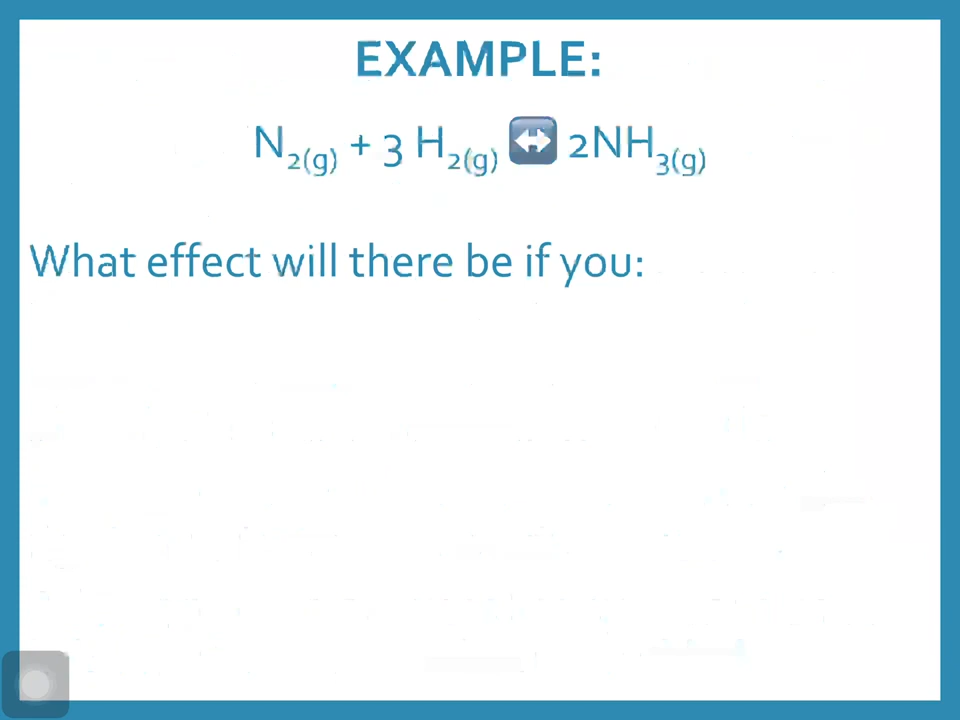 EXAMPLE:
N₂(g) + 3 H₂(g) ↔ 2NH₃(g)
What effect will there be if you: